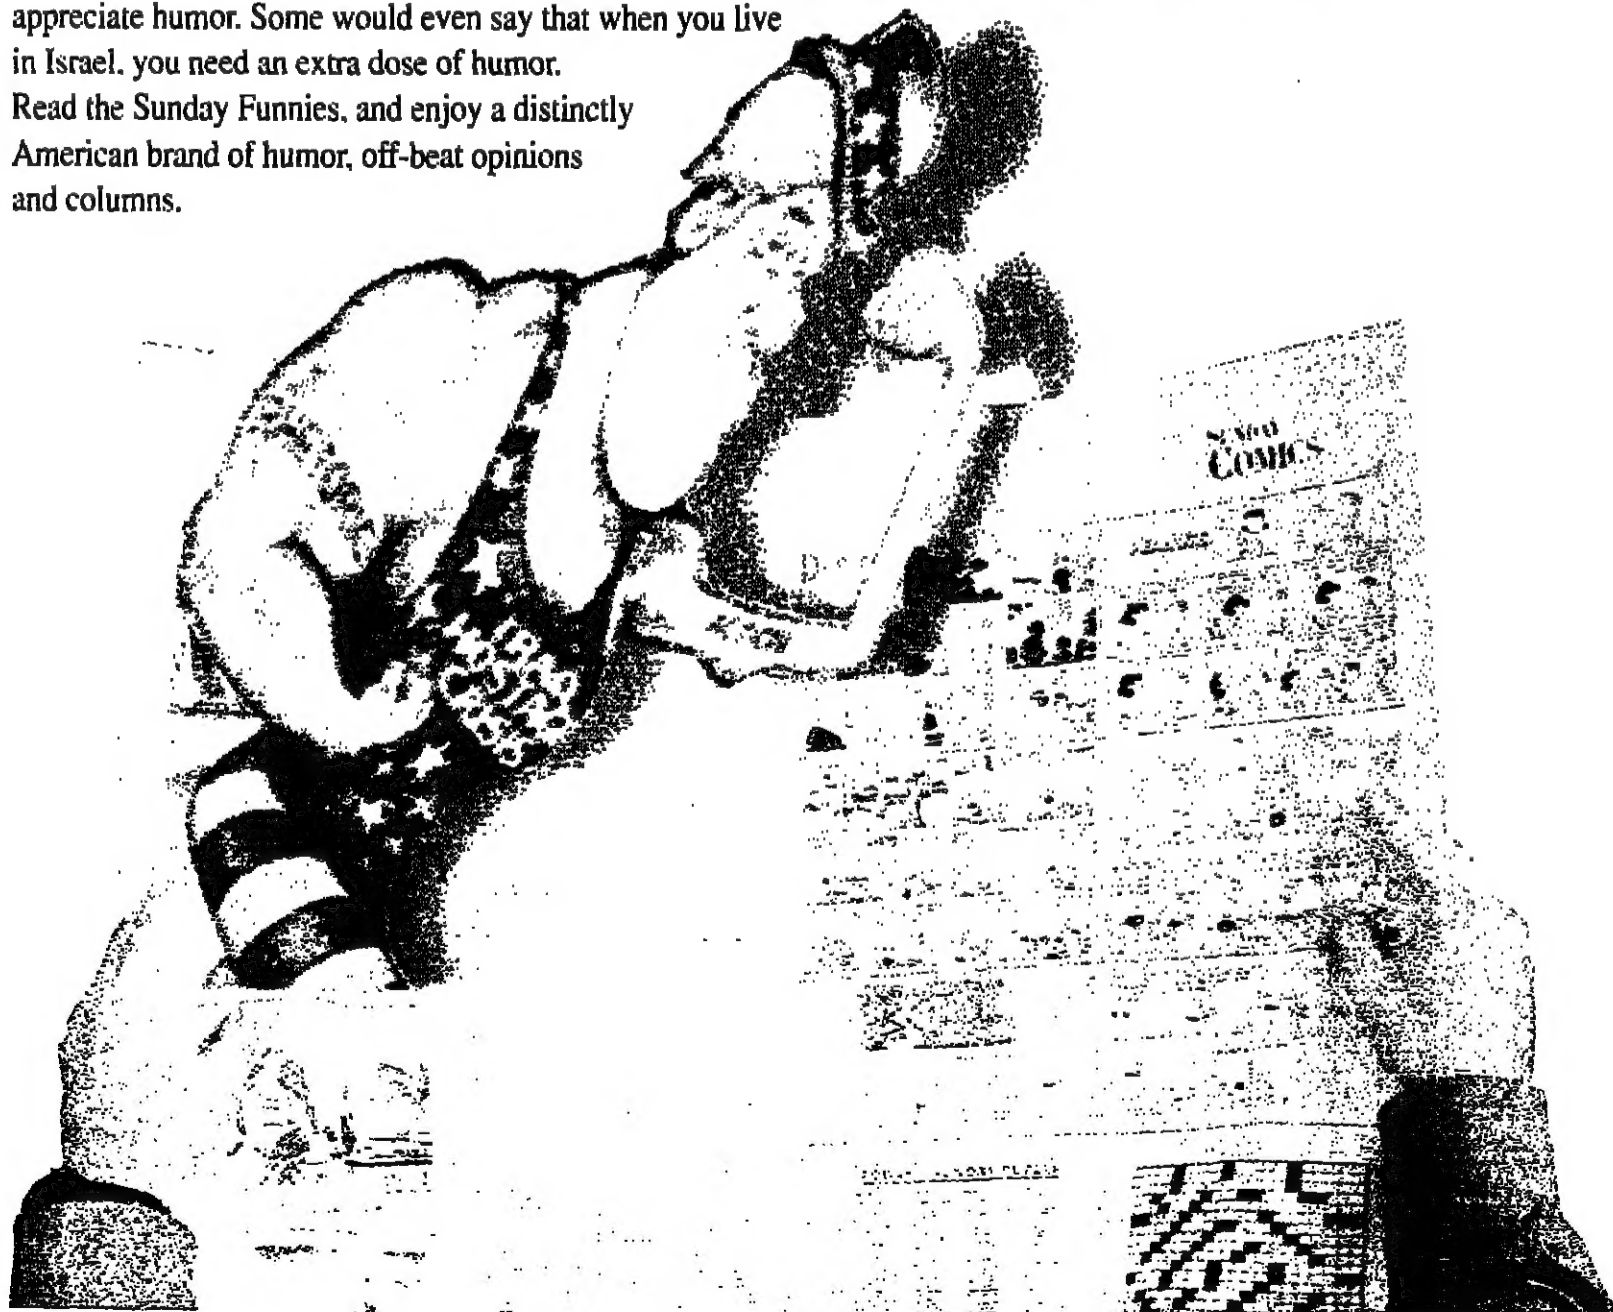 appreciate humor. Some would even say that when you live
in Israel, you need an extra dose of humor.
Read the Sunday Funnies, and enjoy a distinctly
American brand of humor, off-beat opinions
and columns.
SUNDAY
COMICS